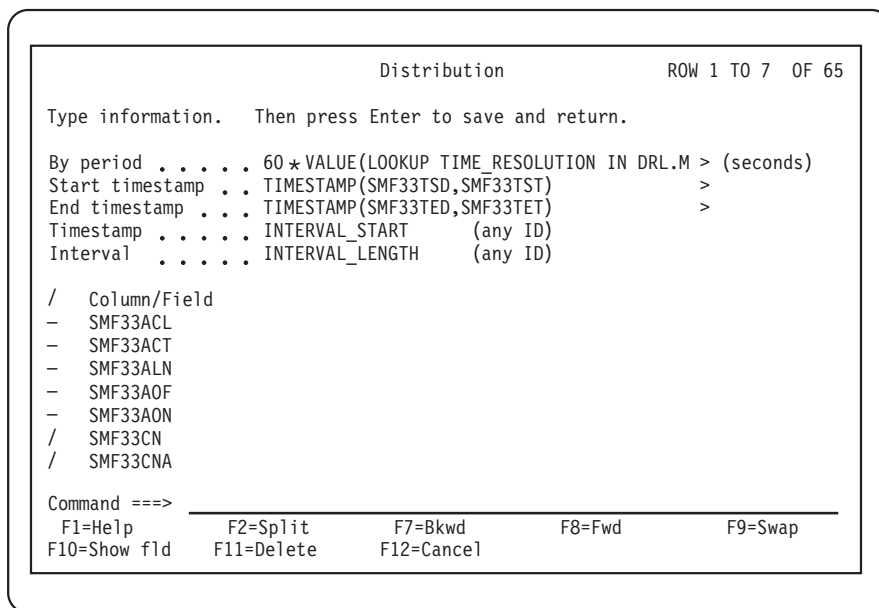 Distribution ROW 1 TO 7 OF 65
Type information. Then press Enter to save and return.
By period . . . . . 60 * VALUE(LOOKUP TIME_RESOLUTION IN DRL.M > (seconds)
Start timestamp . . TIMESTAMP(SMF33TSD,SMF33TST) >
End timestamp . . . TIMESTAMP(SMF33TED,SMF33TET) >
Timestamp . . . . . INTERVAL_START (any ID)
Interval . . . . . INTERVAL_LENGTH (any ID)
/ Column/Field
_ SMF33ACL
_ SMF33ACT
_ SMF33ALN
_ SMF33AOF
_ SMF33AON
/ SMF33CN
/ SMF33CNA
Command ===>
F1=Help F2=Split F7=Bkwd F8=Fwd F9=Swap
F10=Show fld F11=Delete F12=Cancel